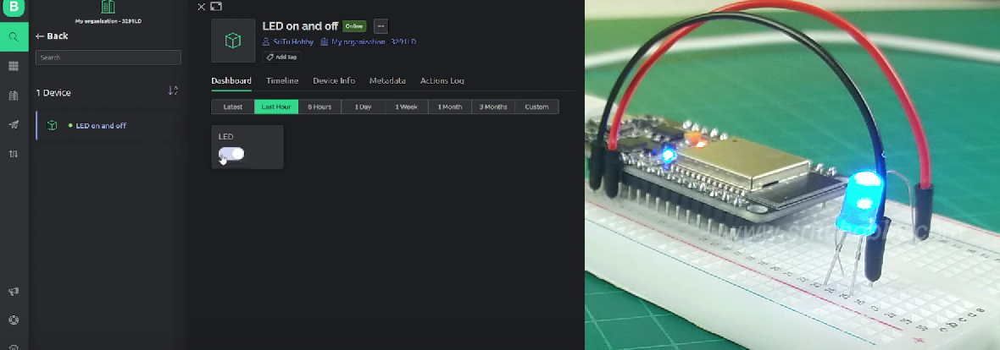 B
My organization - 3291LD
Back
Search
1 Device
LED on and off
LED on and off
Online
SriTu Hobby
My organization - 3291LD
Add Tag
Dashboard
Timeline
Device Info
Metadata
Actions Log
Latest
Last Hour
6 Hours
1 Day
1 Week
1 Month
3 Months
Custom
LED